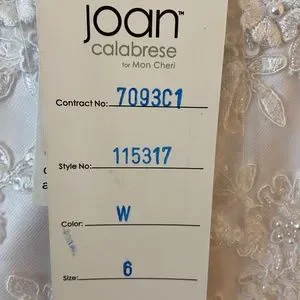 joan™
calabrese
for Mon Cheri
Contract No: 7093C1
Style No: 115317
Color: W
Size: 6